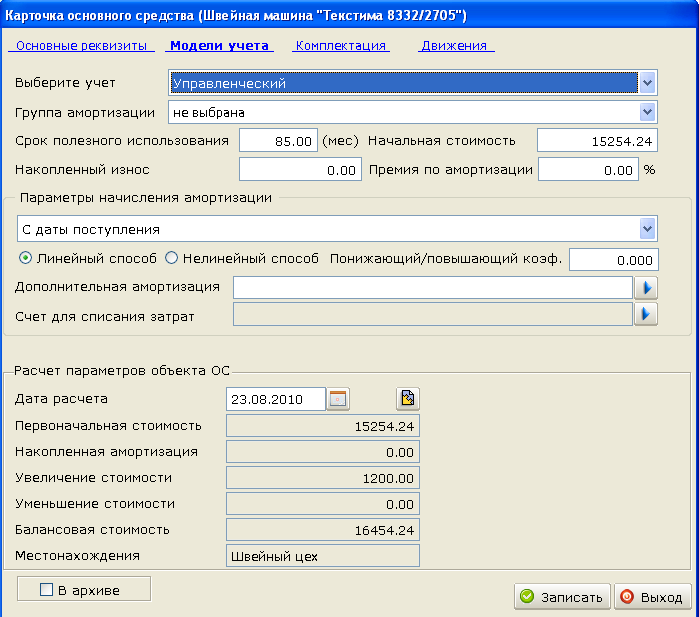 Карточка основного средства (Швейная машина "Текстима 8332/2705")
Основные реквизиты Модели учета Комплектация Движения
Выберите учет Управленческий
Группа амортизации не выбрана
Срок полезного использования 85.00 (мес) Начальная стоимость 15254.24
Накопленный износ 0.00 Премия по амортизации 0.00 %
Параметры начисления амортизации
С даты поступления
Линейный способ Нелинейный способ Понижающий/повышающий коэф. 0.000
Дополнительная амортизация
Счет для списания затрат
Расчет параметров объекта ОС
Дата расчета 23.08.2010
Первоначальная стоимость 15254.24
Накопленная амортизация 0.00
Увеличение стоимости 1200.00
Уменьшение стоимости 0.00
Балансовая стоимость 16454.24
Местонахождения Швейный цех
В архиве
Записать Выход